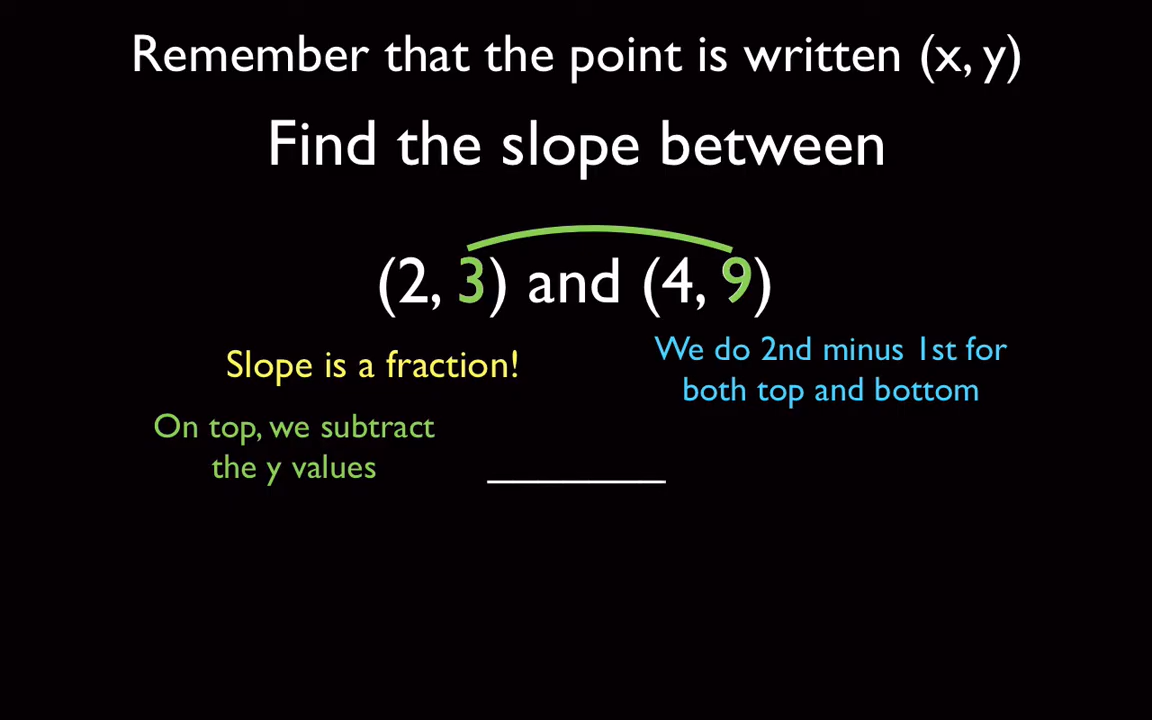 Remember that the point is written (x, y)
Find the slope between
(2, 3) and (4, 9)
Slope is a fraction!
We do 2nd minus 1st for
both top and bottom
On top, we subtract
the y values